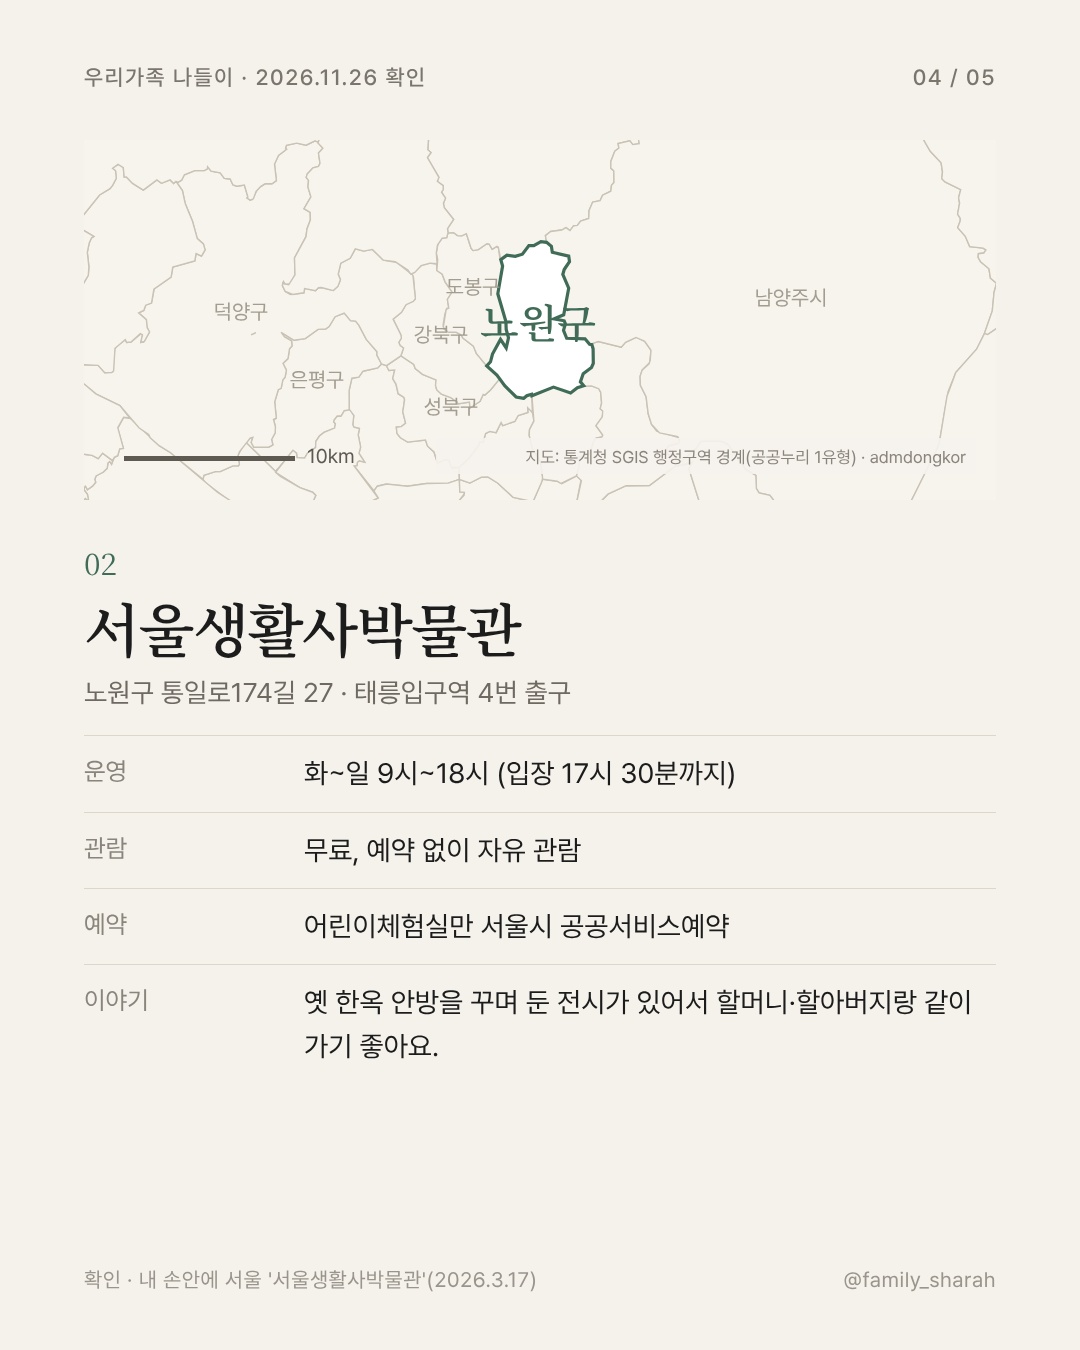 우리가족 나들이 · 2026.11.26 확인
04 / 05
도봉구
남양주시
덕양구
노원구
강북구
은평구
성북구
10km
지도: 통계청 SGIS 행정구역 경계(공공누리 1유형) · admdongkor
02
서울생활사박물관
노원구 통일로174길 27 · 태릉입구역 4번 출구
운영
화~일 9시~18시 (입장 17시 30분까지)
관람
무료, 예약 없이 자유 관람
예약
어린이체험실만 서울시 공공서비스예약
이야기
옛 한옥 안방을 꾸며 둔 전시가 있어서 할머니·할아버지랑 같이
가기 좋아요.
확인 · 내 손안에 서울 '서울생활사박물관'(2026.3.17)
@family_sharah